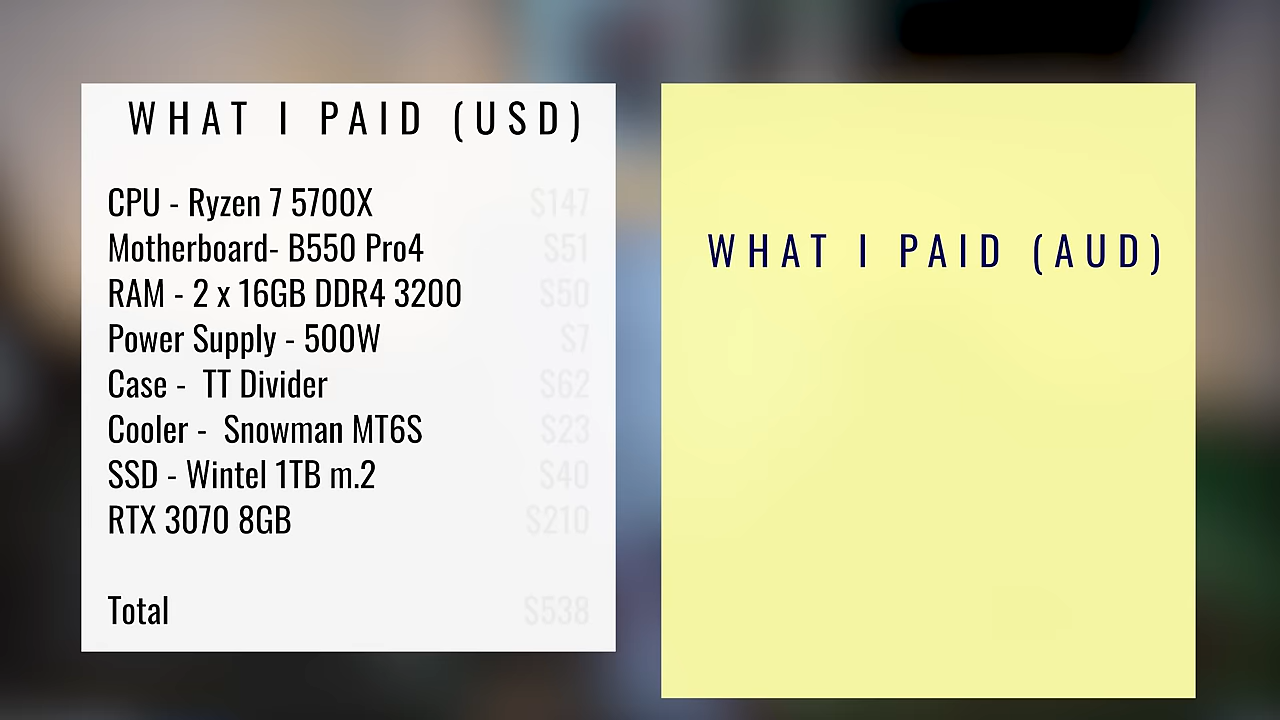 WHAT I PAID (USD)
CPU - Ryzen 7 5700X $147
Motherboard- B550 Pro4 $51
RAM - 2 x 16GB DDR4 3200 $50
Power Supply - 500W $7
Case -  TT Divider $62
Cooler -  Snowman MT6S $23
SSD - Wintel 1TB m.2 $40
RTX 3070 8GB $210
Total $538
WHAT I PAID (AUD)